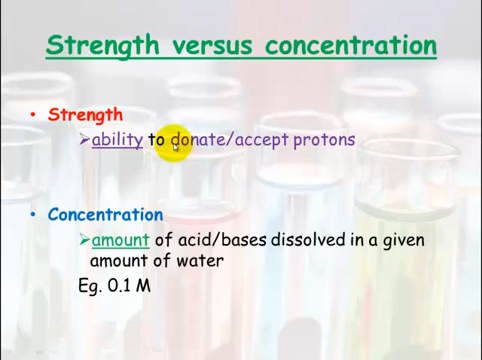 Strength versus concentration
• Strength
➢ability to donate/accept protons
• Concentration
➢amount of acid/bases dissolved in a given
amount of water
Eg. 0.1 M